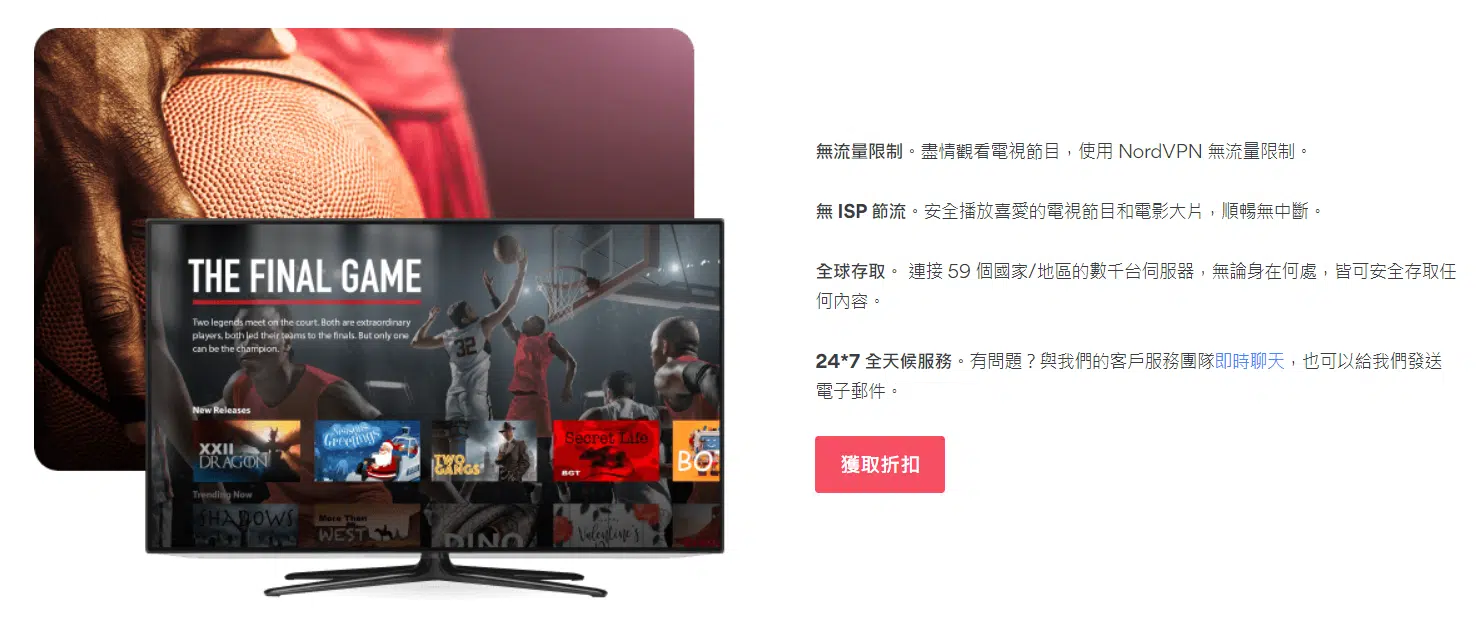 THE FINAL GAME
Two legends meet on the court. Both are extraordinary
players, both led their teams to the finals. But only one
can be the champion.
32
New Releases
XXII
DRAGON
Seasons
Greetings
TWO
GANGS
Secret Life
BGT
BO
Trending Now
SHADOWS
More Than
WEST
DINO
Valentine's
無流量限制。盡情觀看電視節目，使用 NordVPN 無流量限制。
無 ISP 節流。安全播放喜愛的電視節目和電影大片，順暢無中斷。
全球存取。 連接 59 個國家/地區的數千台伺服器，無論身在何處，皆可安全存取任
何內容。
24*7 全天候服務。有問題？與我們的客戶服務團隊即時聊天，也可以給我們發送
電子郵件。
獲取折扣